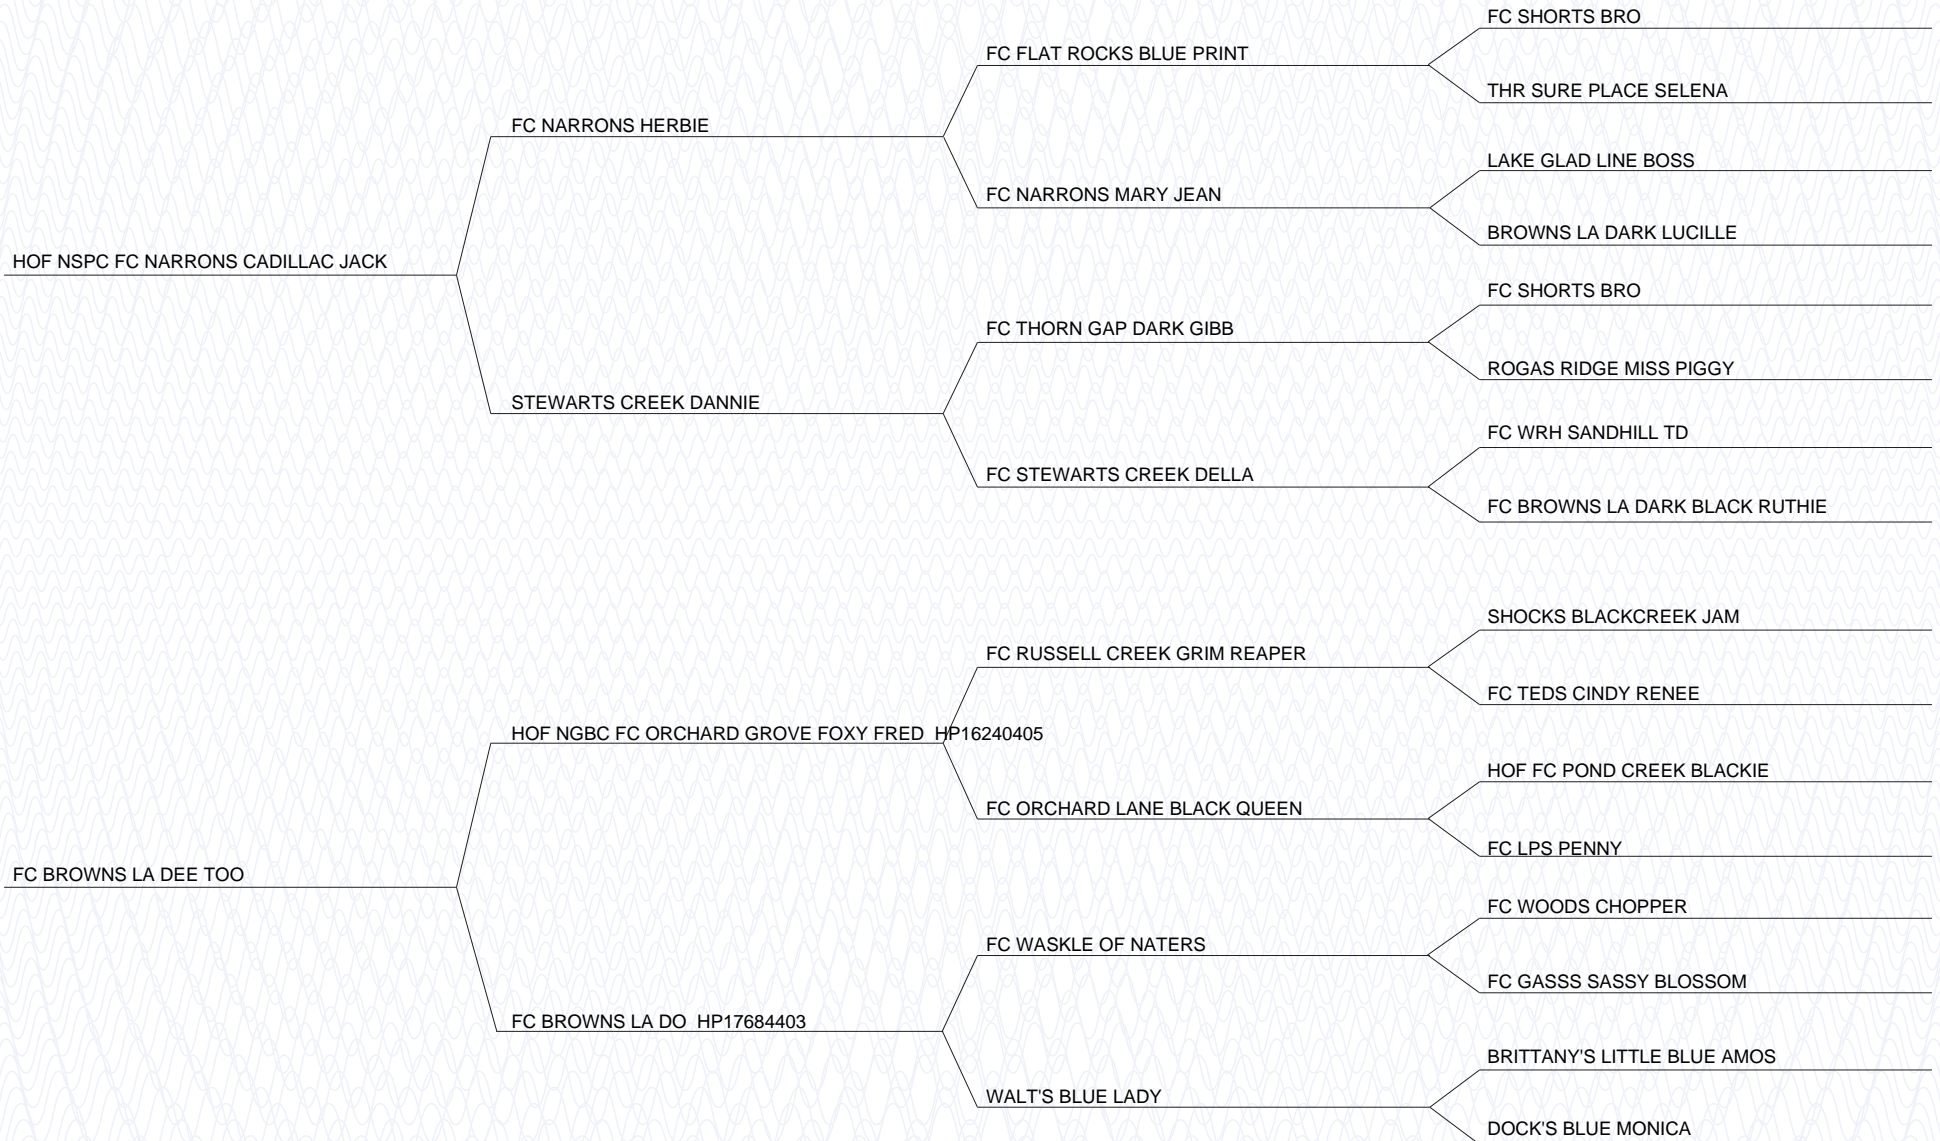 FC SHORTS BRO
FC FLAT ROCKS BLUE PRINT
THR SURE PLACE SELENA
FC NARRONS HERBIE
LAKE GLAD LINE BOSS
FC NARRONS MARY JEAN
BROWNS LA DARK LUCILLE
HOF NSPC FC NARRONS CADILLAC JACK
FC SHORTS BRO
FC THORN GAP DARK GIBB
ROGAS RIDGE MISS PIGGY
STEWARTS CREEK DANNIE
FC WRH SANDHILL TD
FC STEWARTS CREEK DELLA
FC BROWNS LA DARK BLACK RUTHIE
SHOCKS BLACKCREEK JAM
FC RUSSELL CREEK GRIM REAPER
FC TEDS CINDY RENEE
HOF NGBC FC ORCHARD GROVE FOXY FRED HP16240405
HOF FC POND CREEK BLACKIE
FC ORCHARD LANE BLACK QUEEN
FC LPS PENNY
FC BROWNS LA DEE TOO
FC WOODS CHOPPER
FC WASKLE OF NATERS
FC GASSS SASSY BLOSSOM
FC BROWNS LA DO HP17684403
BRITTANY'S LITTLE BLUE AMOS
WALT'S BLUE LADY
DOCK'S BLUE MONICA